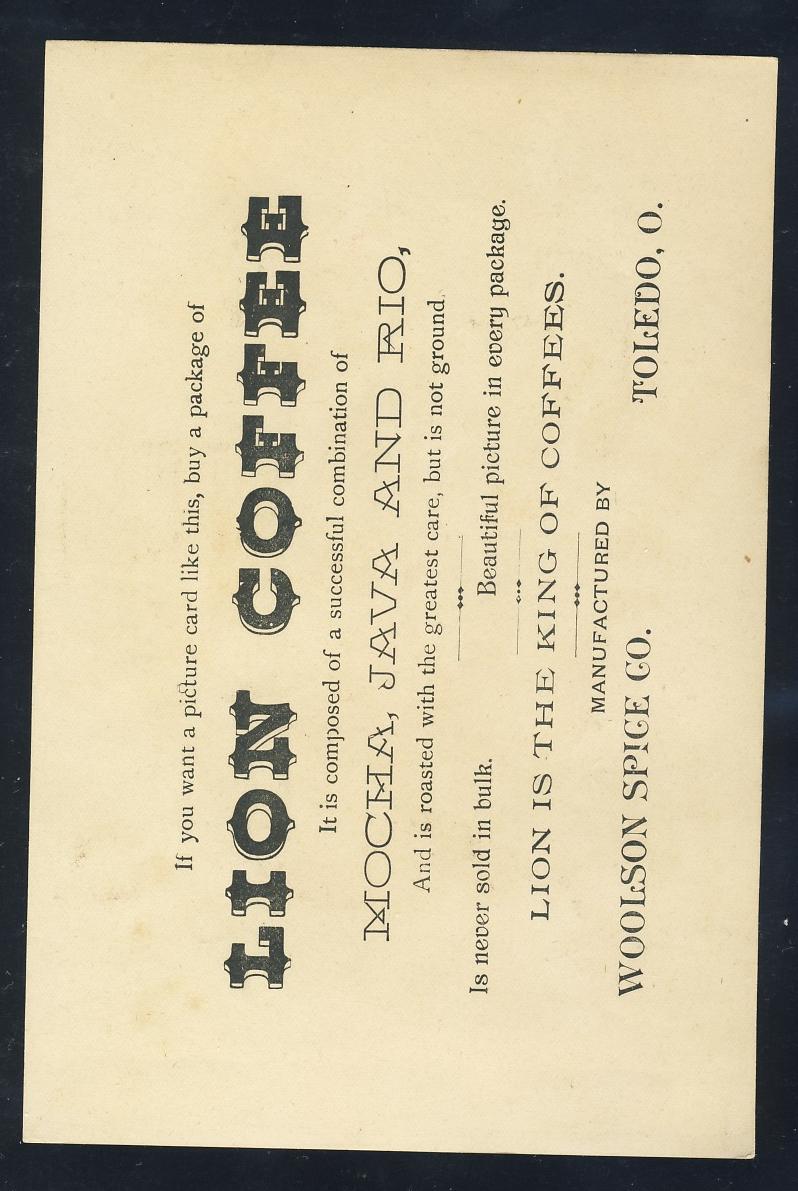 If you want a picture card like this, buy a package of
LION COFFEE
It is composed of a successful combination of
MOCHA, JAVA AND RIO,
And is roasted with the greatest care, but is not ground.
Is never sold in bulk. Beautiful picture in every package.
LION IS THE KING OF COFFEES.
MANUFACTURED BY
WOOLSON SPICE CO. TOLEDO, O.